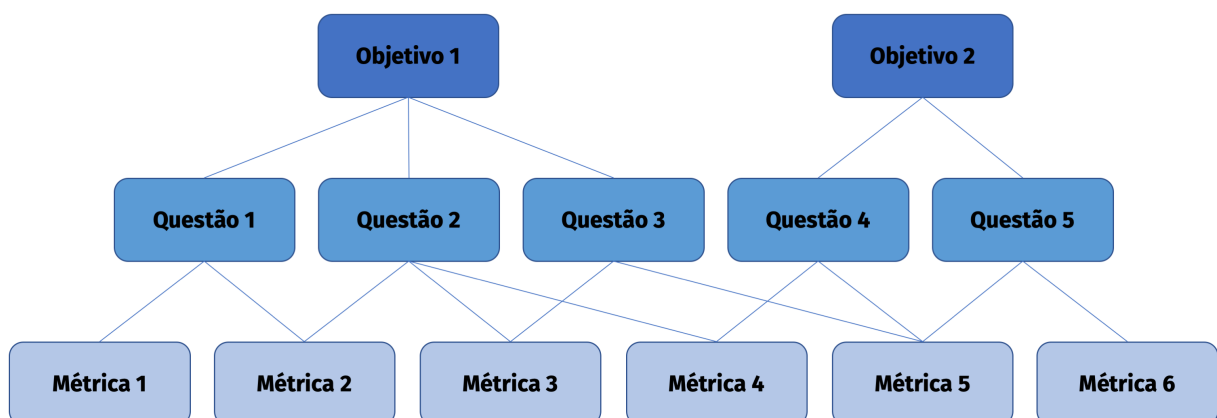 Objetivo 1
Objetivo 2
Questão 1
Questão 2
Questão 3
Questão 4
Questão 5
Métrica 1
Métrica 2
Métrica 3
Métrica 4
Métrica 5
Métrica 6